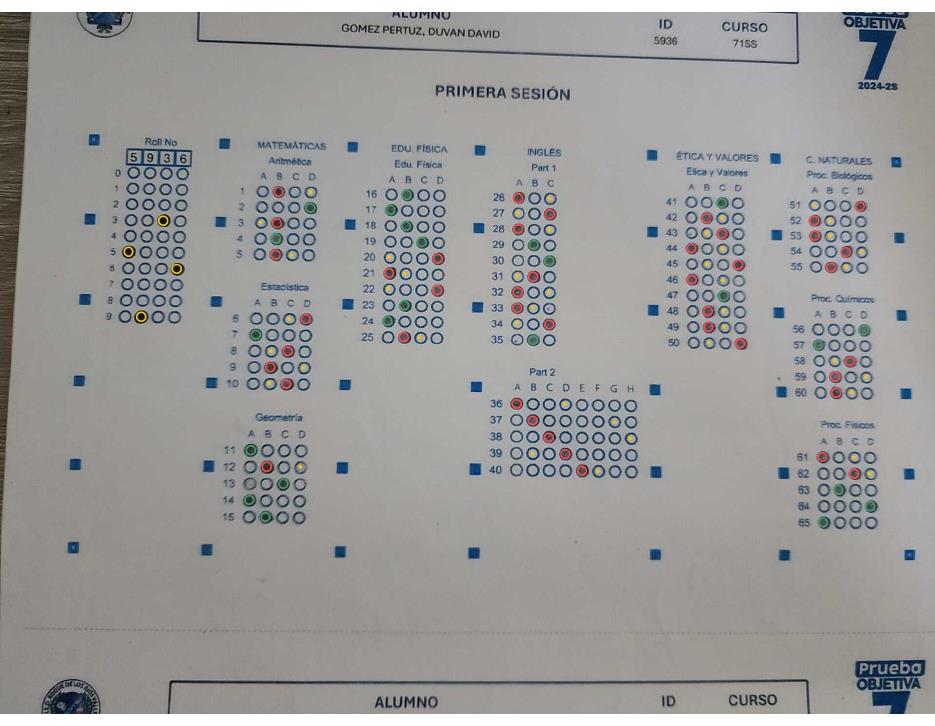 ALUMNO
GOMEZ PERTUZ, DUVAN DAVID
ID
5936
CURSO
71SS
Prueba
OBJETIVA
7
2024-2S
PRIMERA SESIÓN
Roll No
5 9 3 6
0
1
2
3
4
5
6
7
8
9
MATEMÁTICAS
Aritmética
A B C D
1
2
3
4
5
Estadística
A B C D
6
7
8
9
10
Geometría
A B C D
11
12
13
14
15
EDU. FÍSICA
Edu. Física
A B C D
16
17
18
19
20
21
22
23
24
25
INGLÉS
Part 1
A B C
26
27
28
29
30
31
32
33
34
35
Part 2
A B C D E F G H
36
37
38
39
40
ÉTICA Y VALORES
Etica y Valores
A B C D
41
42
43
44
45
46
47
48
49
50
C. NATURALES
Proc. Biológicos
A B C D
51
52
53
54
55
Proc. Químicos
A B C D
56
57
58
59
60
Proc. Físicos
A B C D
61
62
63
64
65
ALUMNO
ID
CURSO
Prueba
OBJETIVA
7